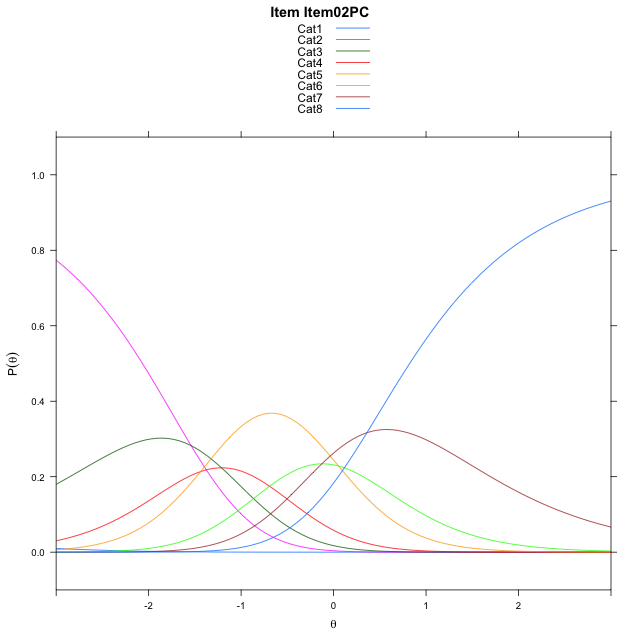 Item Item02PC
Cat1
Cat2
Cat3
Cat4
Cat5
Cat6
Cat7
Cat8
1.0
0.8
0.6
0.4
0.2
0.0
P(θ)
-2
-1
0
1
2
θ